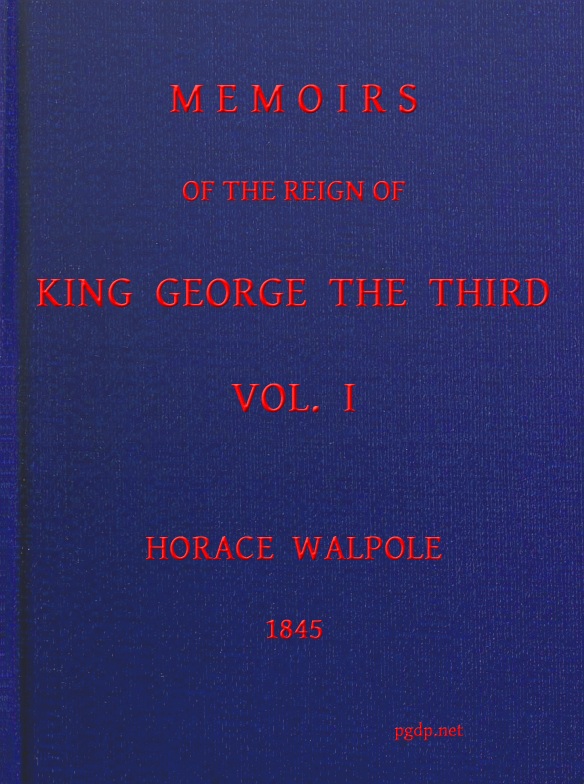 MEMOIRS
OF THE REIGN OF
KING GEORGE THE THIRD
VOL. I
HORACE WALPOLE
1845
pgdp.net